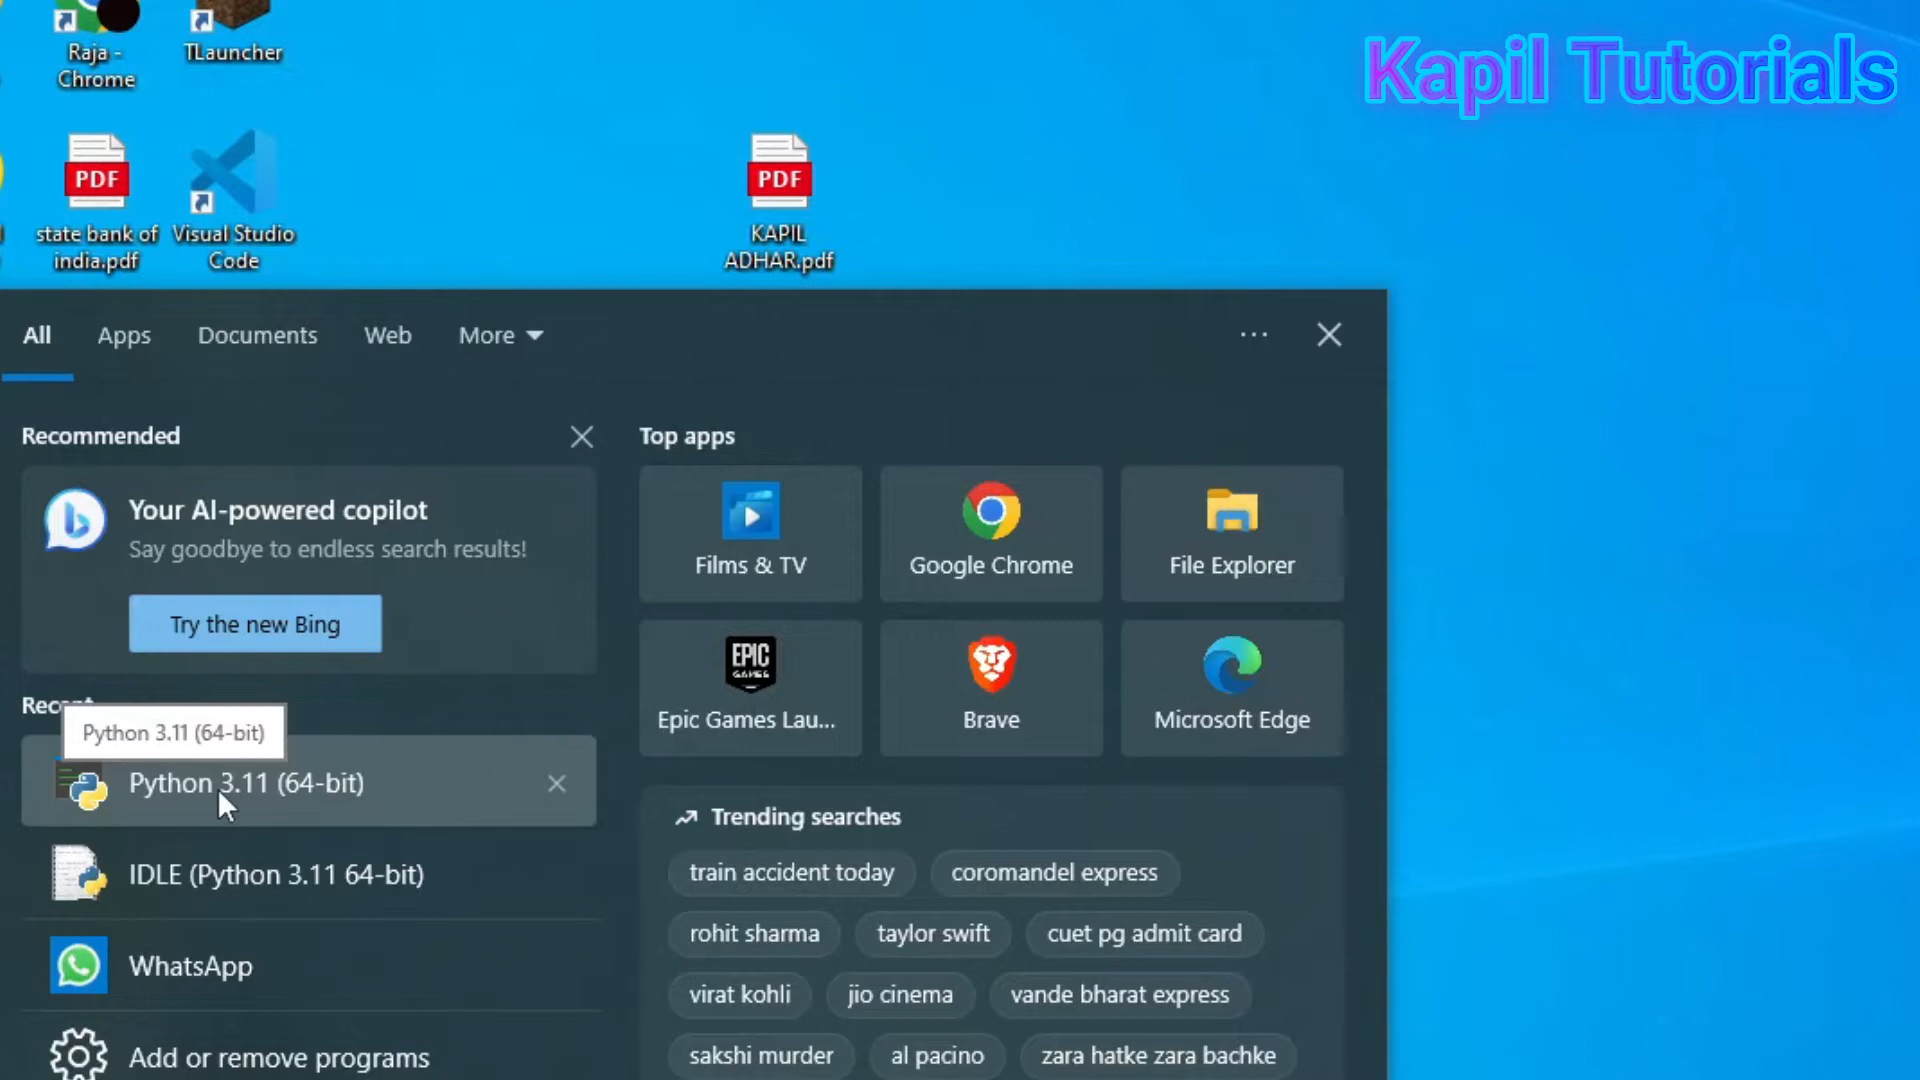 Kapil Tutorials
Raja -
Chrome
TLauncher
PDF
state bank of
india.pdf
Visual Studio
Code
PDF
KAPIL
ADHAR.pdf
All
Apps
Documents
Web
More
Recommended
Your AI-powered copilot
Say goodbye to endless search results!
Try the new Bing
Python 3.11 (64-bit)
Python 3.11 (64-bit)
IDLE (Python 3.11 64-bit)
WhatsApp
Add or remove programs
Top apps
Films & TV
Google Chrome
File Explorer
EPIC
GAMES
Epic Games Lau...
Brave
Microsoft Edge
Trending searches
train accident today
coromandel express
rohit sharma
taylor swift
cuet pg admit card
virat kohli
jio cinema
vande bharat express
sakshi murder
al pacino
zara hatke zara bachke